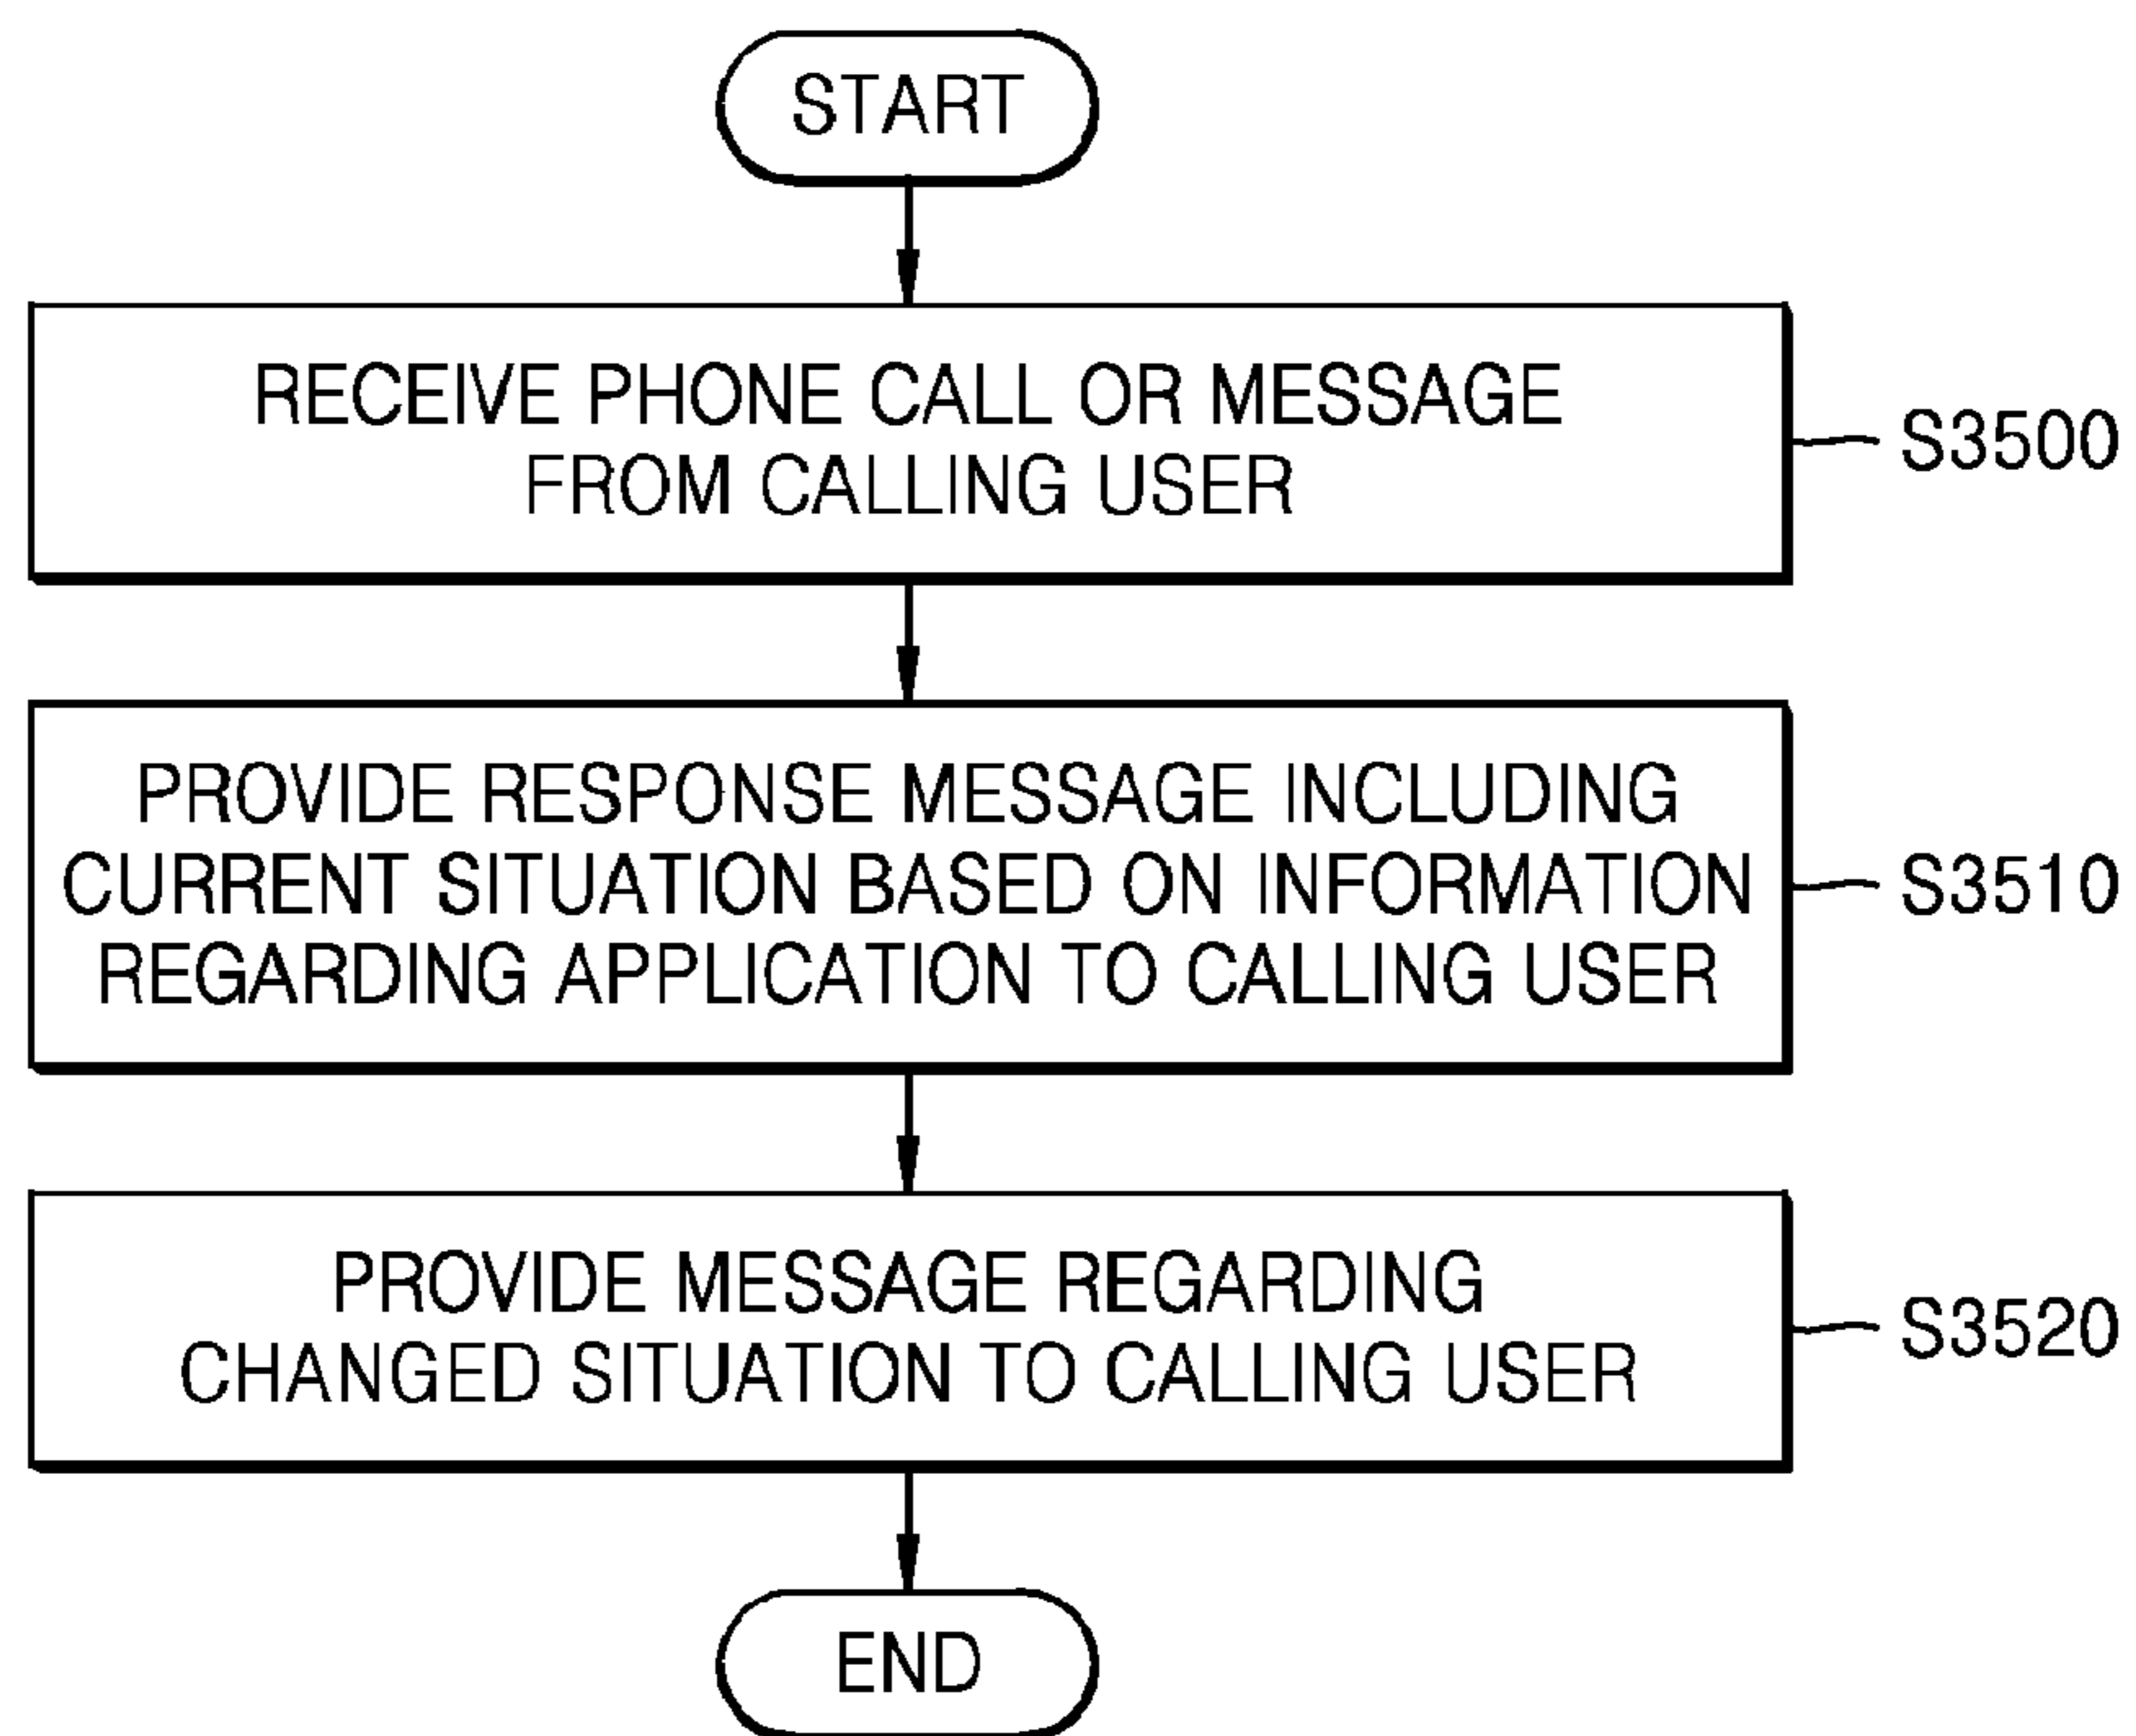 START
RECEIVE PHONE CALL OR MESSAGE
FROM CALLING USER
S3500
PROVIDE RESPONSE MESSAGE INCLUDING
CURRENT SITUATION BASED ON INFORMATION
REGARDING APPLICATION TO CALLING USER
S3510
PROVIDE MESSAGE REGARDING
CHANGED SITUATION TO CALLING USER
S3520
END